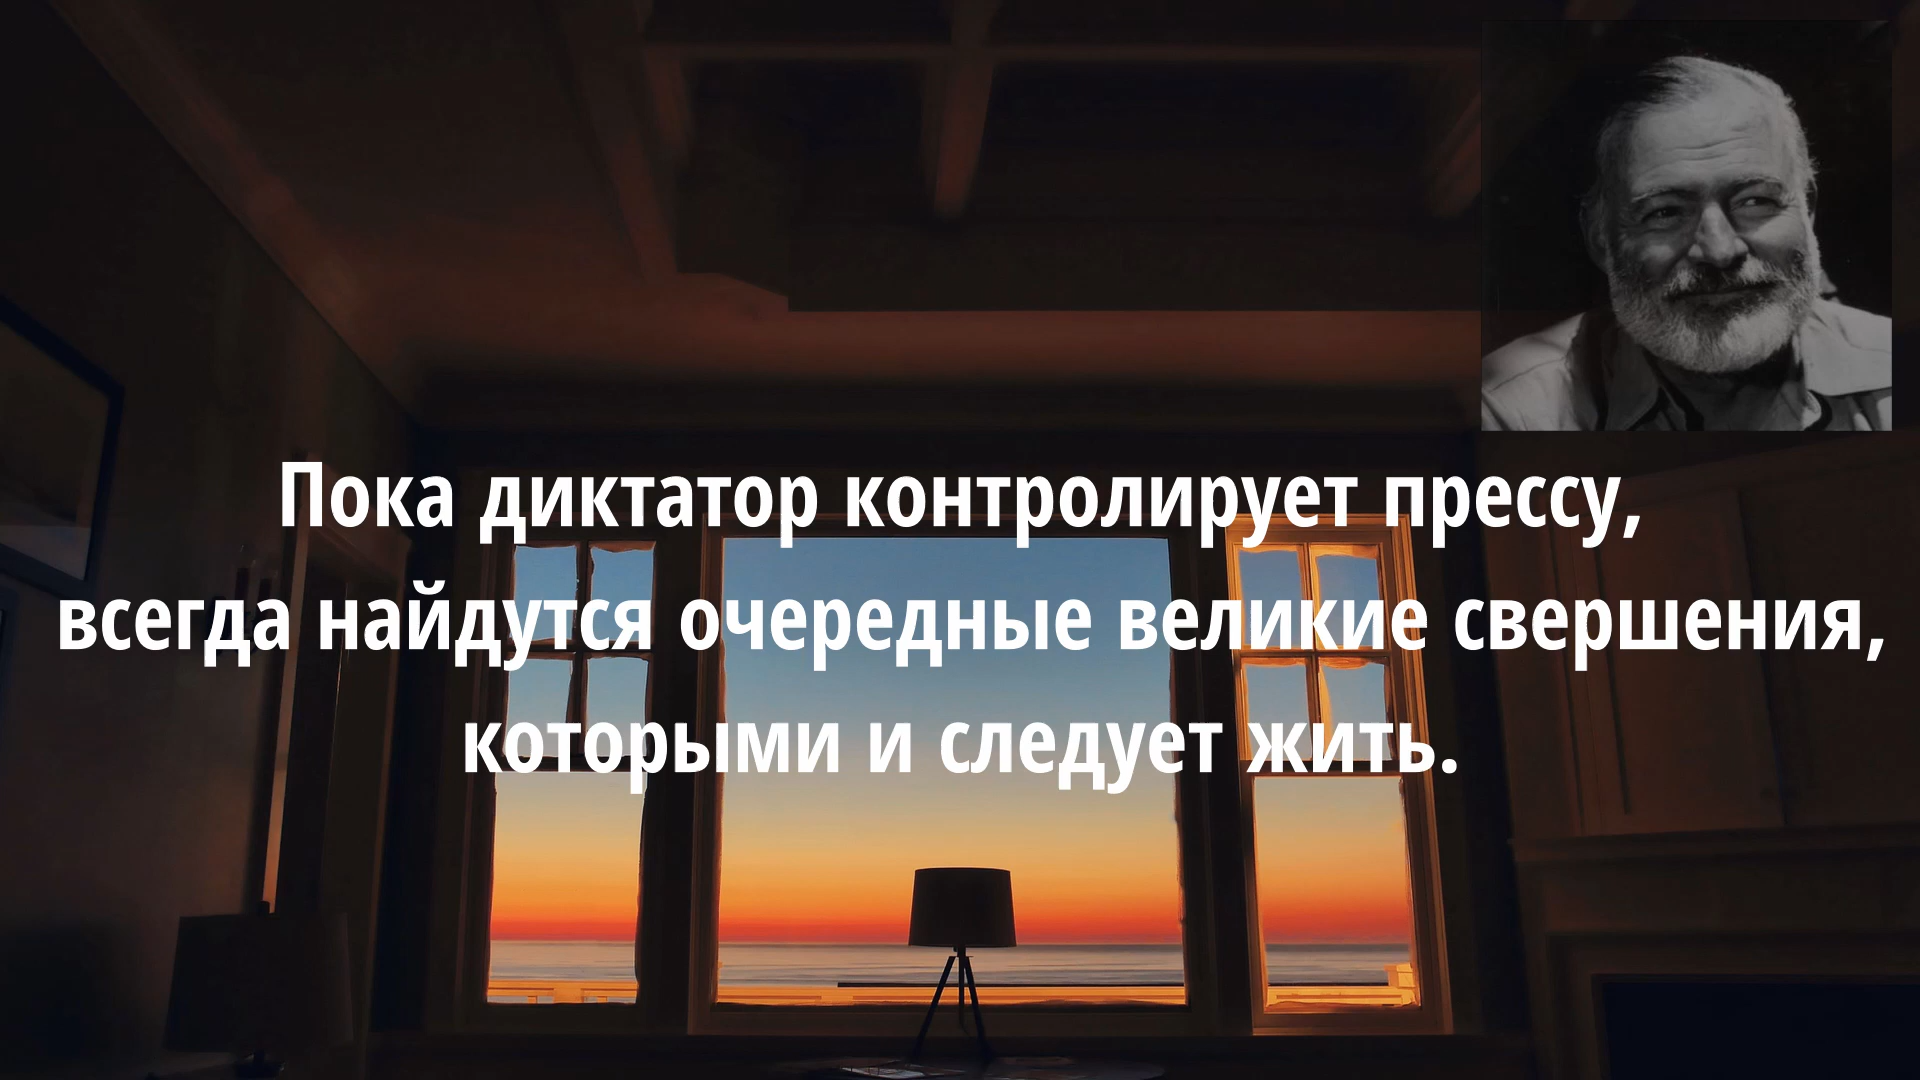 Пока диктатор контролирует прессу,
всегда найдутся очередные великие свершения,
которыми и следует жить.